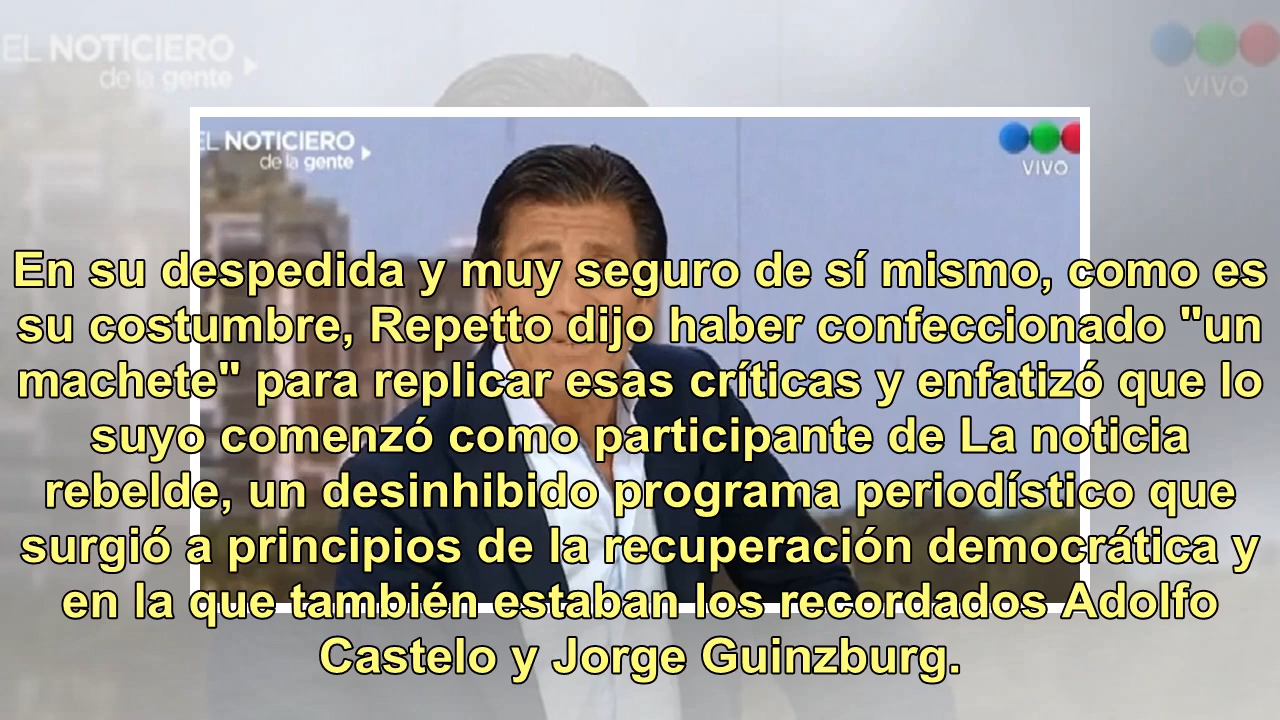 EL NOTICIERO
de la gente
VIVO
EL NOTICIERO
de la gente
VIVO
En su despedida y muy seguro de sí mismo, como es
su costumbre, Repetto dijo haber confeccionado "un
machete" para replicar esas críticas y enfatizó que lo
suyo comenzó como participante de La noticia
rebelde, un desinhibido programa periodístico que
surgió a principios de la recuperación democrática y
en la que también estaban los recordados Adolfo
Castelo y Jorge Guinzburg.